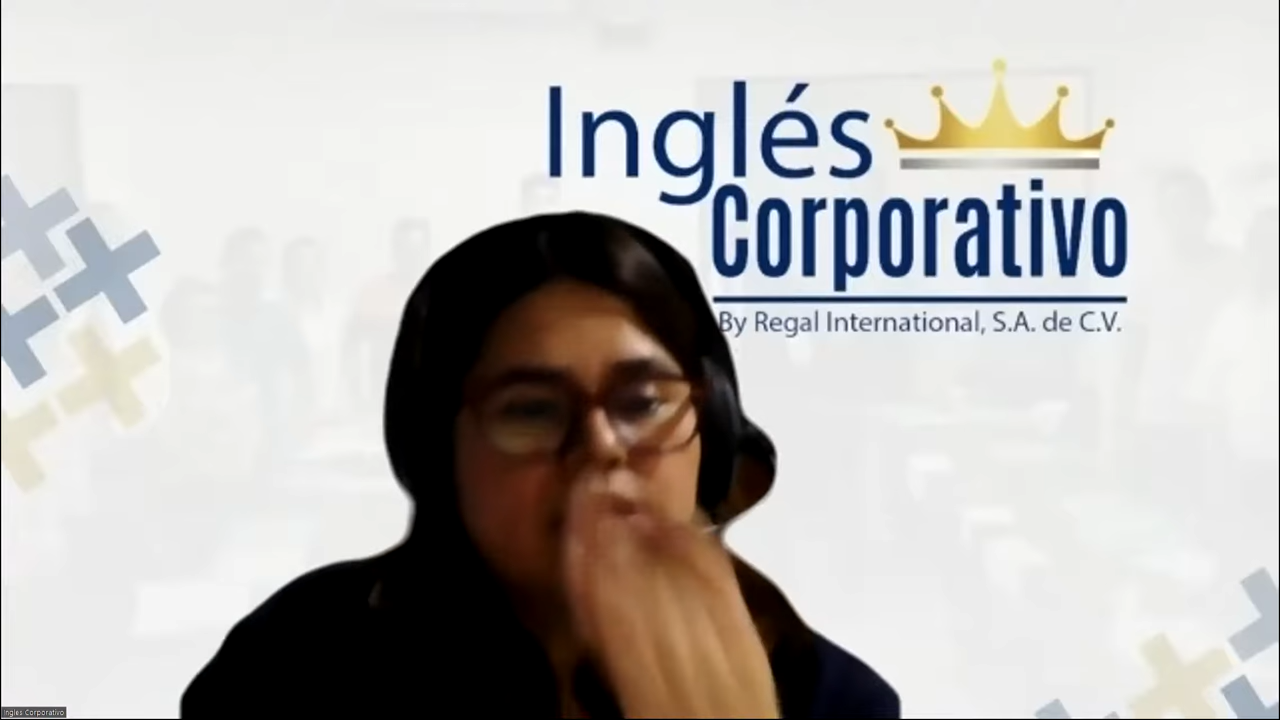 Inglés
Corporativo
By Regal International, S.A. de C.V.
Inglés Corporativo